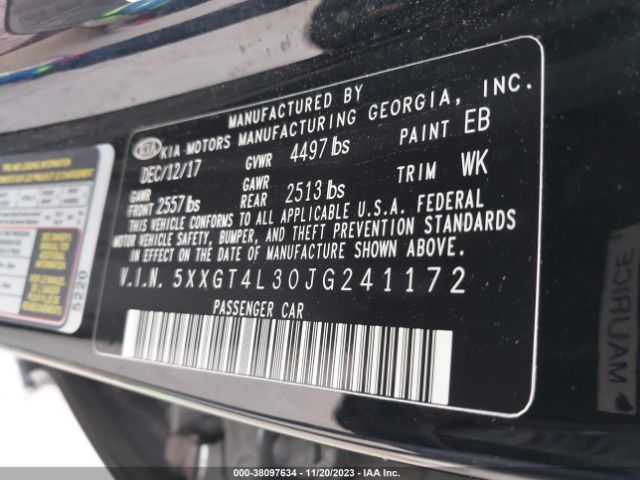 MANUFACTURED BY
KIA KIA MOTORS MANUFACTURING GEORGIA, INC.
DEC/12/17 GVWR 4497 lbs PAINT EB
GAWR FRONT 2557 lbs GAWR REAR 2513 lbs TRIM WK
THIS VEHICLE CONFORMS TO ALL APPLICABLE U.S.A. FEDERAL
MOTOR VEHICLE SAFETY, BUMPER, AND THEFT PREVENTION STANDARDS
IN EFFECT ON THE DATE OF MANUFACTURE SHOWN ABOVE.
V.I.N. 5XXGT4L30JG241172
PASSENGER CAR
5220
000-38097634 - 11/20/2023 - IAA Inc.